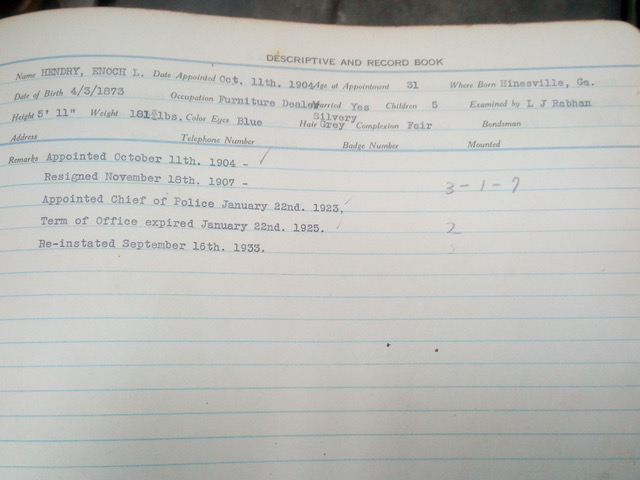 DESCRIPTIVE AND RECORD BOOK
Name HENDRY, ENOCH L. Date Appointed Oct. 11th. 1904 Age of Appointment 31 Where Born Hinesville, Ga.
Date of Birth 4/3/1873 Occupation Furniture Dealer Married Yes Children 5 Examined by L J Rabhan
Height 5' 11" Weight 181½lbs. Color Eyes Blue Hair Silvery Grey Complexion Fair Bondsman
Address Telephone Number Badge Number Mounted
Remarks Appointed October 11th. 1904 -
Resigned November 18th. 1907 - 3-1-7
Appointed Chief of Police January 22nd. 1923,
Term of Office expired January 22nd. 1925. 2
Re-instated September 16th. 1933.